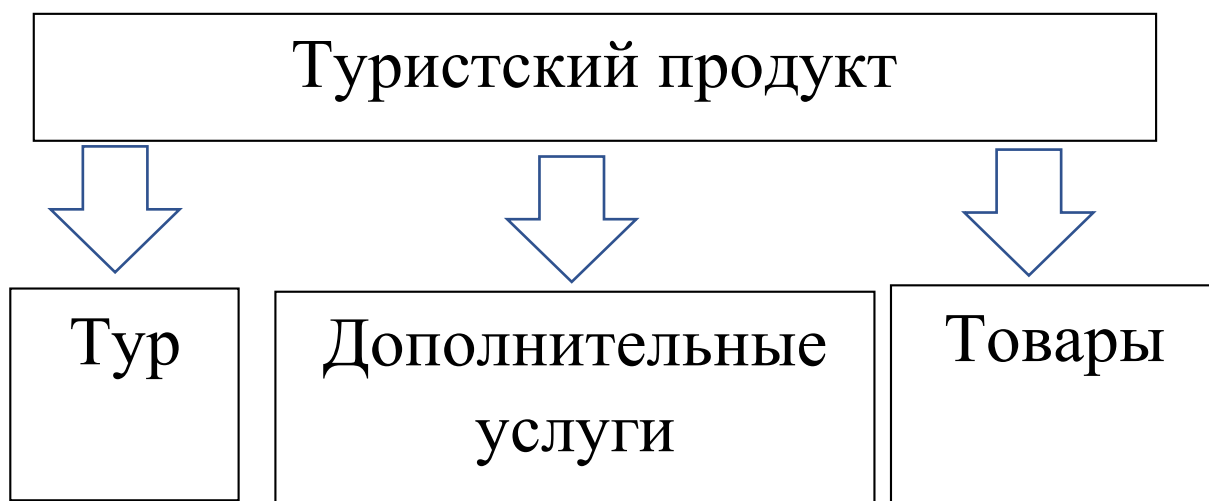 Туристский продукт
Тур
Дополнительные
услуги
Товары